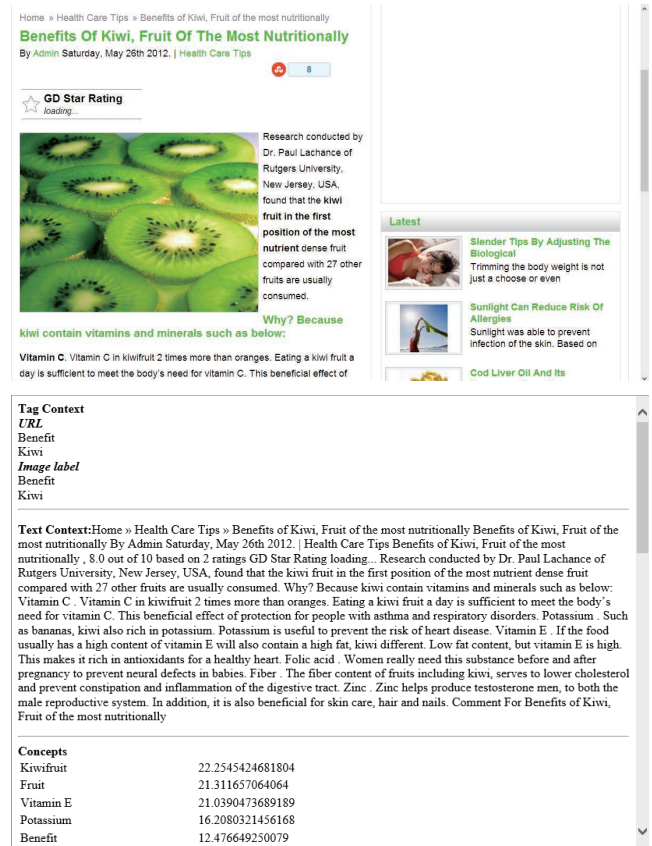 Home » Health Care Tips » Benefits of Kiwi, Fruit of the most nutritionally
Benefits Of Kiwi, Fruit Of The Most Nutritionally
By Admin Saturday, May 26th 2012. | Health Care Tips
8
GD Star Rating
loading...
Research conducted by
Dr. Paul Lachance of
Rutgers University,
New Jersey, USA,
found that the kiwi
fruit in the first
position of the most
nutrient dense fruit
compared with 27 other
fruits are usually
consumed.
Why? Because
kiwi contain vitamins and minerals such as below:
Vitamin C. Vitamin C in kiwifruit 2 times more than oranges. Eating a kiwi fruit a
day is sufficient to meet the body's need for vitamin C. This beneficial effect of
Latest
Slender Tips By Adjusting The
Biological
Trimming the body weight is not
just a choose or even
Sunlight Can Reduce Risk Of
Allergies
Sunlight was able to prevent
infection of the skin. Based on
Cod Liver Oil And Its
Tag Context
URL
Benefit
Kiwi
Image label
Benefit
Kiwi
Text Context:Home » Health Care Tips » Benefits of Kiwi, Fruit of the most nutritionally Benefits of Kiwi, Fruit of the
most nutritionally By Admin Saturday, May 26th 2012. | Health Care Tips Benefits of Kiwi, Fruit of the most
nutritionally , 8.0 out of 10 based on 2 ratings GD Star Rating loading... Research conducted by Dr. Paul Lachance of
Rutgers University, New Jersey, USA, found that the kiwi fruit in the first position of the most nutrient dense fruit
compared with 27 other fruits are usually consumed. Why? Because kiwi contain vitamins and minerals such as below:
Vitamin C . Vitamin C in kiwifruit 2 times more than oranges. Eating a kiwi fruit a day is sufficient to meet the body's
need for vitamin C. This beneficial effect of protection for people with asthma and respiratory disorders. Potassium . Such
as bananas, kiwi also rich in potassium. Potassium is useful to prevent the risk of heart disease. Vitamin E . If the food
usually has a high content of vitamin E will also contain a high fat, kiwi different. Low fat content, but vitamin E is high.
This makes it rich in antioxidants for a healthy heart. Folic acid . Women really need this substance before and after
pregnancy to prevent neural defects in babies. Fiber . The fiber content of fruits including kiwi, serves to lower cholesterol
and prevent constipation and inflammation of the digestive tract. Zinc . Zinc helps produce testosterone men, to both the
male reproductive system. In addition, it is also beneficial for skin care, hair and nails. Comment For Benefits of Kiwi,
Fruit of the most nutritionally
Concepts
Kiwifruit 22.2545424681804
Fruit 21.311657064064
Vitamin E 21.0390473689189
Potassium 16.2080321456168
Benefit 12.476649250079